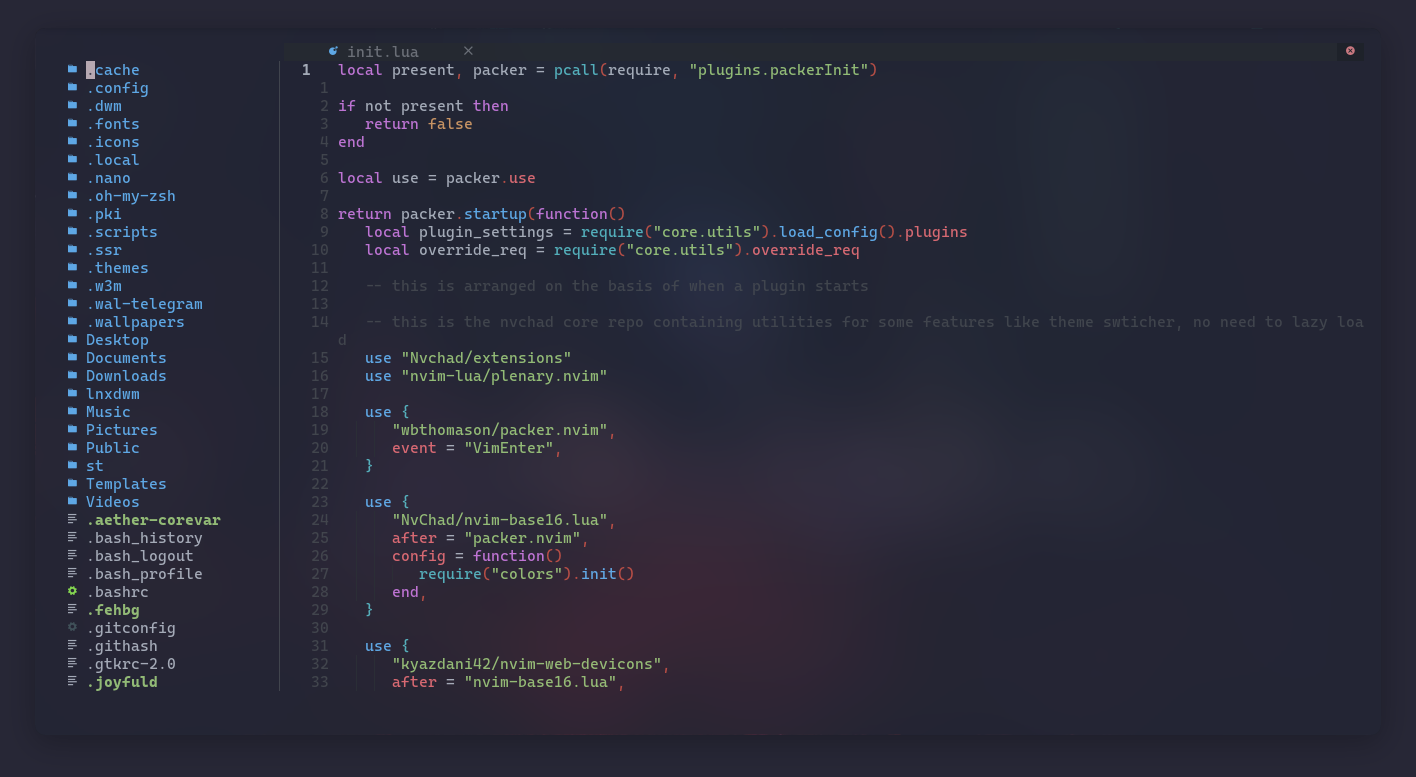 init.lua
.cache
.config
.dwm
.fonts
.icons
.local
.nano
.oh-my-zsh
.pki
.scripts
.ssr
.themes
.w3m
.wal-telegram
.wallpapers
Desktop
Documents
Downloads
lnxdwm
Music
Pictures
Public
st
Templates
Videos
.aether-corevar
.bash_history
.bash_logout
.bash_profile
.bashrc
.fehbg
.gitconfig
.githash
.gtkrc-2.0
.joyfuld
1 local present, packer = pcall(require, "plugins.packerInit")
1
2 if not present then
3    return false
4 end
5
6 local use = packer.use
7
8 return packer.startup(function()
9    local plugin_settings = require("core.utils").load_config().plugins
10    local override_req = require("core.utils").override_req
11
12    -- this is arranged on the basis of when a plugin starts
13
14    -- this is the nvchad core repo containing utilities for some features like theme swticher, no need to lazy loa
d
15    use "Nvchad/extensions"
16    use "nvim-lua/plenary.nvim"
17
18    use {
19       "wbthomason/packer.nvim",
20       event = "VimEnter",
21    }
22
23    use {
24       "NvChad/nvim-base16.lua",
25       after = "packer.nvim",
26       config = function()
27          require("colors").init()
28       end,
29    }
30
31    use {
32       "kyazdani42/nvim-web-devicons",
33       after = "nvim-base16.lua",